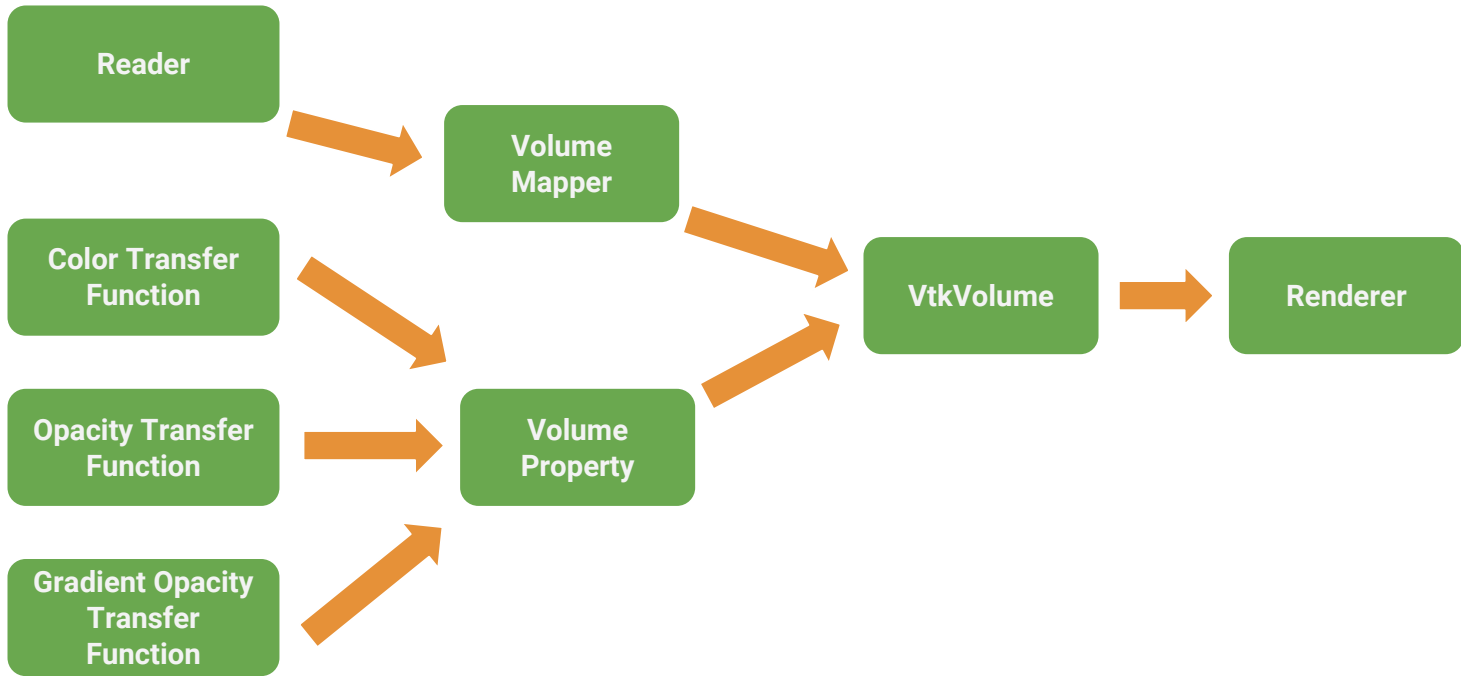 Reader
Volume
Mapper
Color Transfer
Function
VtkVolume
Renderer
Opacity Transfer
Function
Volume
Property
Gradient Opacity
Transfer
Function